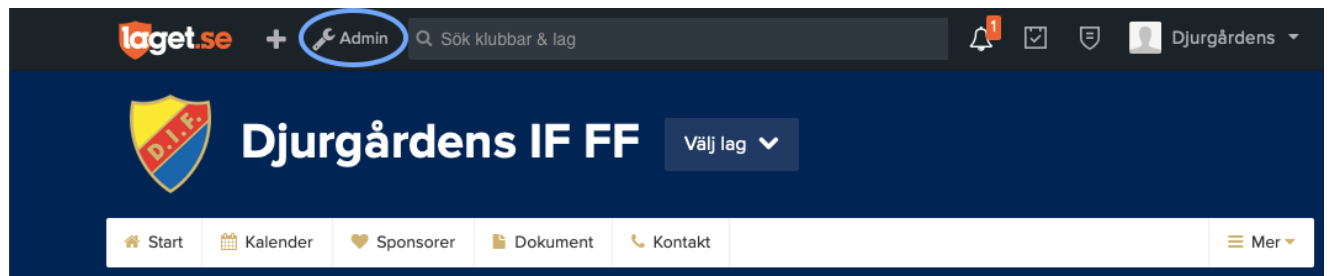 laget.se + Admin Sök klubbar & lag 1 Djurgårdens
D.I.F. Djurgårdens IF FF Välj lag
Start Kalender Sponsorer Dokument Kontakt Mer